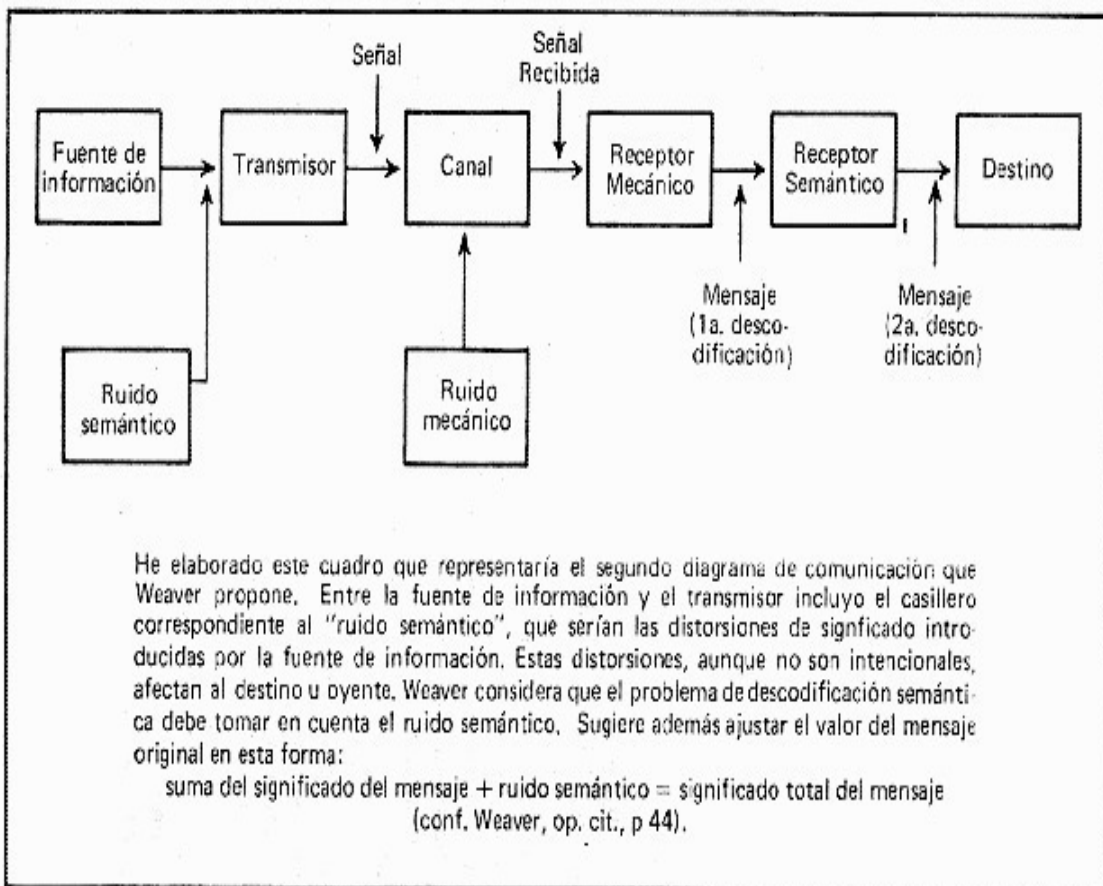 Señal
Señal
Recibida
Fuente de
información
Transmisor
Canal
Receptor
Mecánico
Receptor
Semántico
Destino
Mensaje
(1a. desco-
dificación)
Mensaje
(2a. desco-
dificación)
Ruido
semántico
Ruido
mecánico
He elaborado este cuadro que representaría el segundo diagrama de comunicación que
Weaver propone. Entre la fuente de información y el transmisor incluyo el casillero
correspondiente al "ruido semántico", que serían las distorsiones de signficado intro-
ducidas por la fuente de información. Estas distorsiones, aunque no son intencionales,
afectan al destino u oyente. Weaver considera que el problema de descodificación semánti-
ca debe tomar en cuenta el ruido semántico. Sugiere además ajustar el valor del mensaje
original en esta forma:
suma del significado del mensaje + ruido semántico = significado total del mensaje
(conf. Weaver, op. cit., p 44).